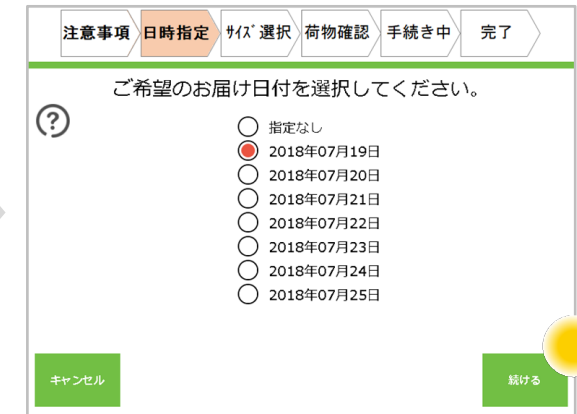 注意事項 日時指定 ｻｲｽﾞ選択 荷物確認 手続き中 完了
ご希望のお届け日付を選択してください。
?
指定なし
2018年07月19日
2018年07月20日
2018年07月21日
2018年07月22日
2018年07月23日
2018年07月24日
2018年07月25日
キャンセル 続ける